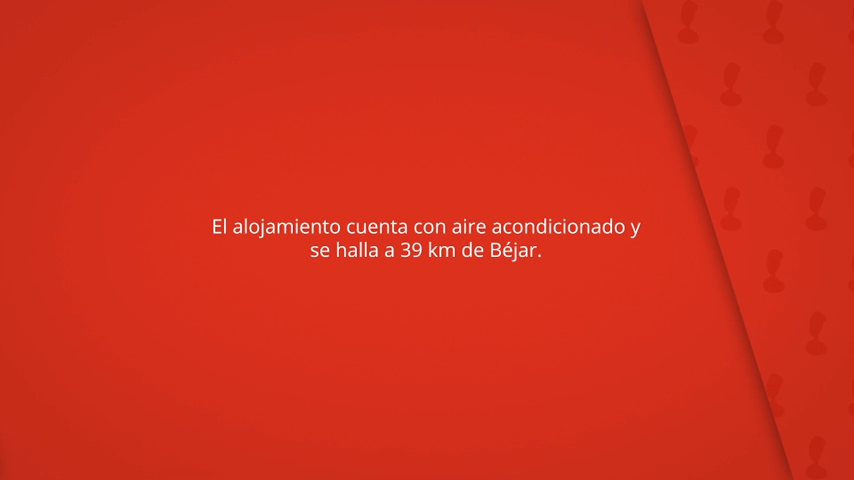 El alojamiento cuenta con aire acondicionado y
se halla a 39 km de Béjar.